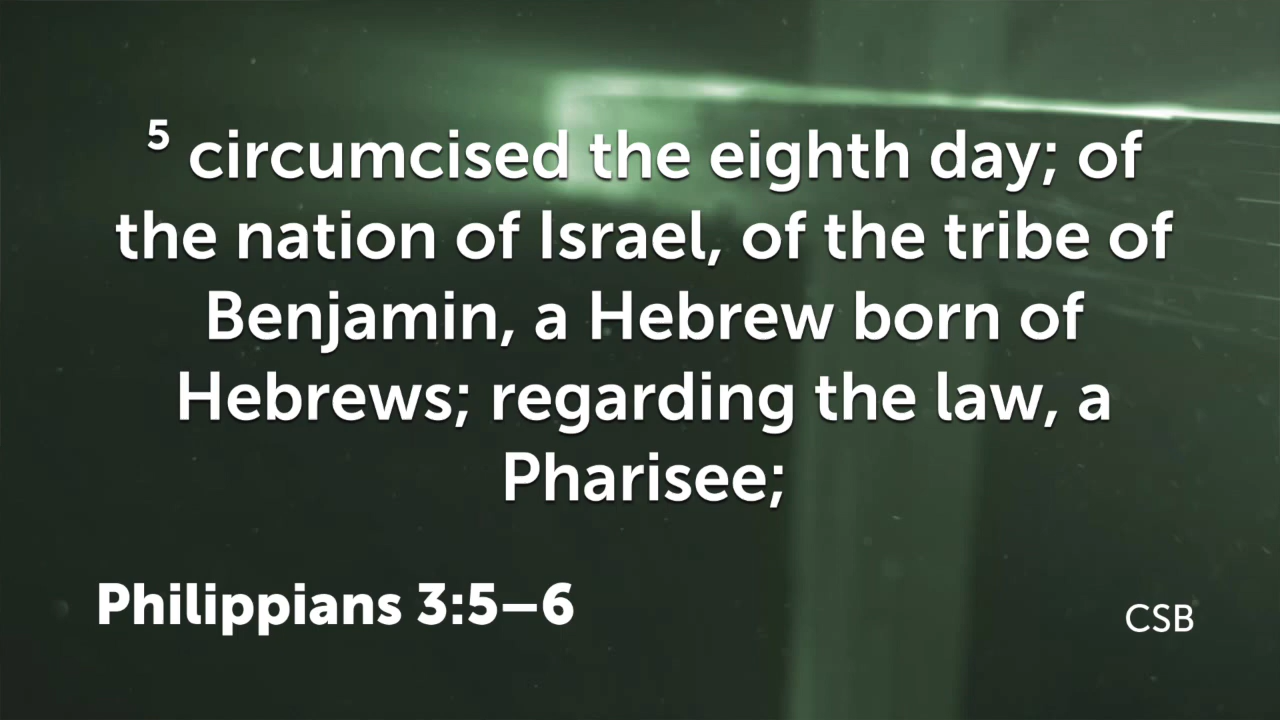 ⁵ circumcised the eighth day; of
the nation of Israel, of the tribe of
Benjamin, a Hebrew born of
Hebrews; regarding the law, a
Pharisee;
Philippians 3:5–6
CSB